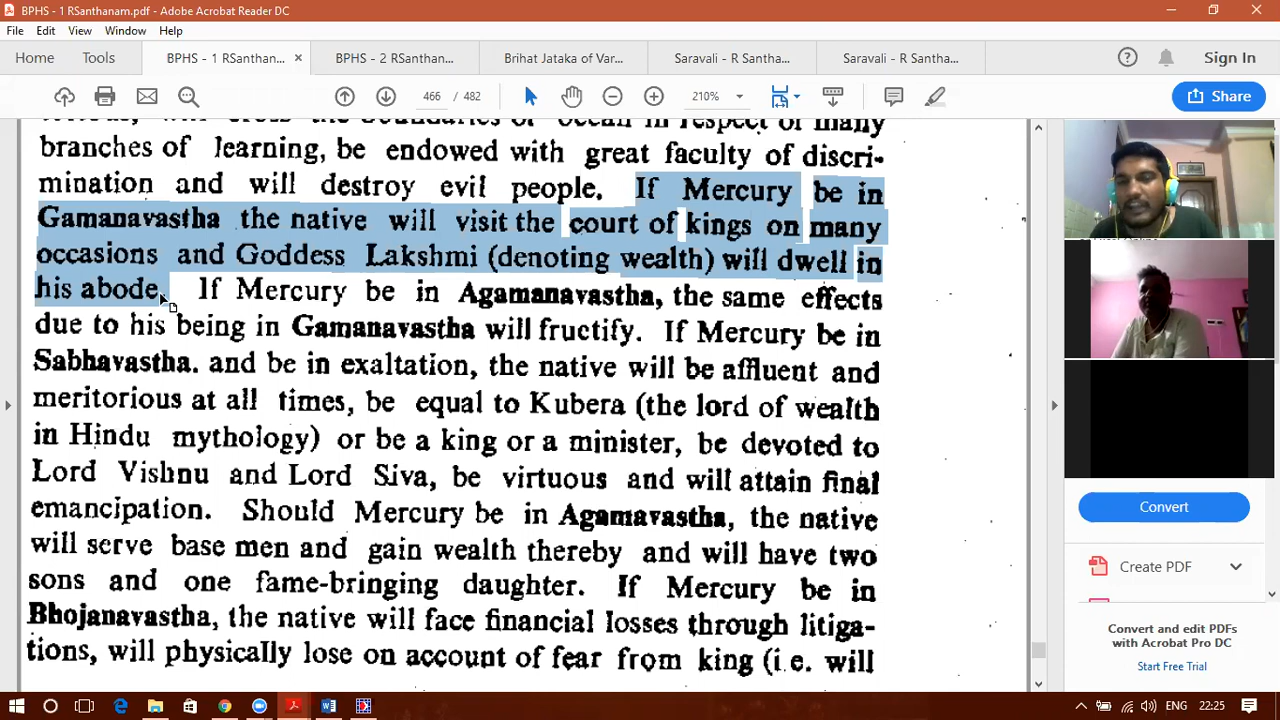 BPHS - 1 RSanthanam.pdf - Adobe Acrobat Reader DC
File Edit View Window Help
Home Tools BPHS - 1 RSanthan... × BPHS - 2 RSanthan... Brihat Jataka of Var... Saravali - R Santha... Saravali - R Santha... Sign In
466 / 482 210% Share
branches of learning, be endowed with great faculty of discri-
mination and will destroy evil people. If Mercury be in
Gamanavastha the native will visit the court of kings on many
occasions and Goddess Lakshmi (denoting wealth) will dwell in
his abode. If Mercury be in Agamanavastha, the same effects
due to his being in Gamanavastha will fructify. If Mercury be in
Sabhavastha. and be in exaltation, the native will be affluent and
meritorious at all times, be equal to Kubera (the lord of wealth
in Hindu mythology) or be a king or a minister, be devoted to
Lord Vishnu and Lord Siva, be virtuous and will attain final
emancipation. Should Mercury be in Agamavastha, the native
will serve base men and gain wealth thereby and will have two
sons and one fame-bringing daughter. If Mercury be in
Bhojanavastha, the native will face financial losses through litiga-
tions, will physically lose on account of fear from king (i.e. will
Convert
Create PDF
Convert and edit PDFs
with Acrobat Pro DC
Start Free Trial
ENG 22:25